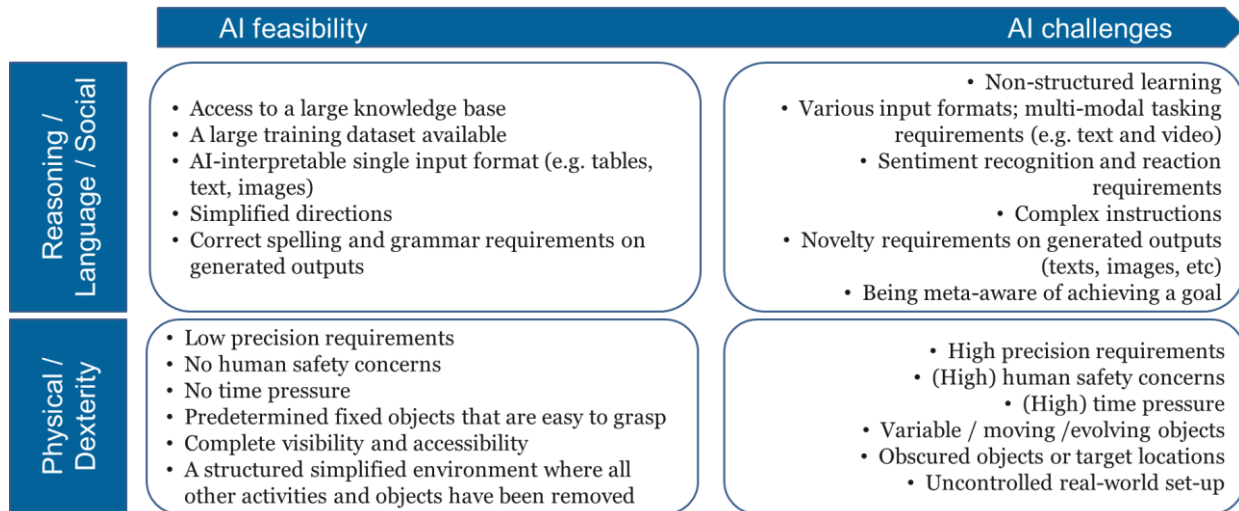 AI feasibility
AI challenges
Reasoning /
Language / Social
• Access to a large knowledge base
• A large training dataset available
• AI-interpretable single input format (e.g. tables,
text, images)
• Simplified directions
• Correct spelling and grammar requirements on
generated outputs
• Non-structured learning
• Various input formats; multi-modal tasking
requirements (e.g. text and video)
• Sentiment recognition and reaction
requirements
• Complex instructions
• Novelty requirements on generated outputs
(texts, images, etc)
• Being meta-aware of achieving a goal
Physical /
Dexterity
• Low precision requirements
• No human safety concerns
• No time pressure
• Predetermined fixed objects that are easy to grasp
• Complete visibility and accessibility
• A structured simplified environment where all
other activities and objects have been removed
• High precision requirements
• (High) human safety concerns
• (High) time pressure
• Variable / moving /evolving objects
• Obscured objects or target locations
• Uncontrolled real-world set-up